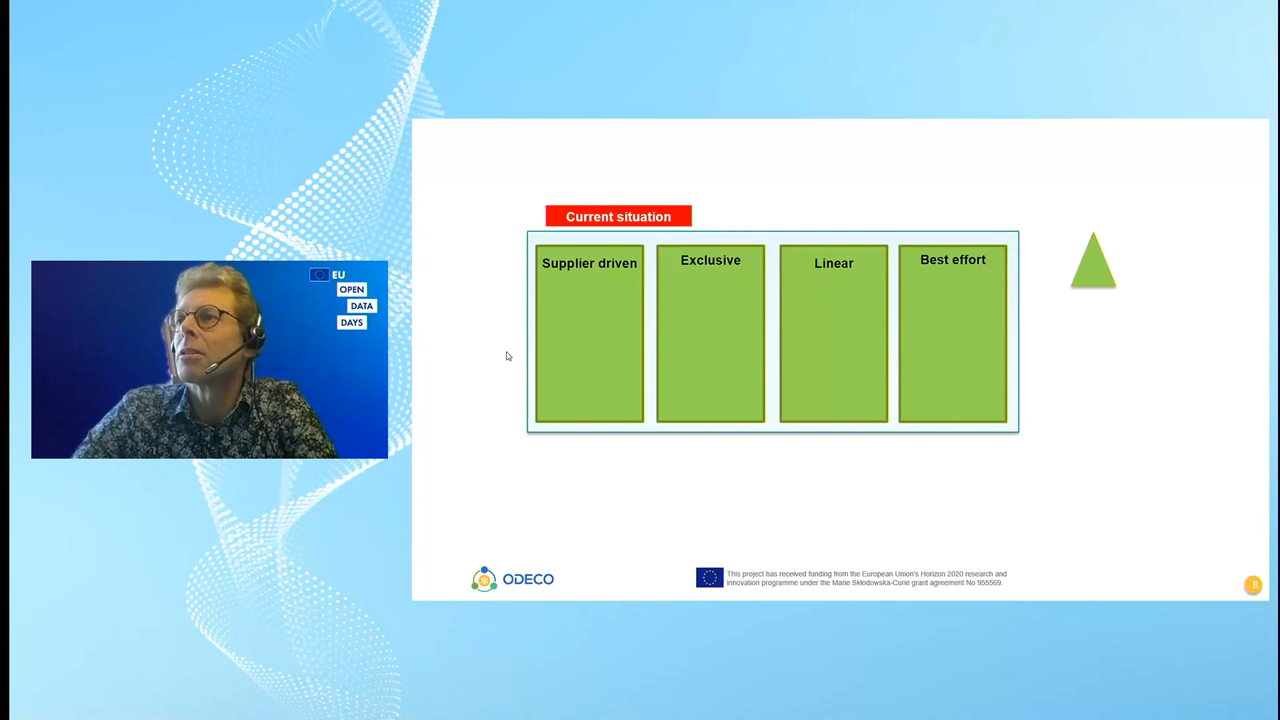 EU
OPEN
DATA
DAYS
Current situation
Supplier driven
Exclusive
Linear
Best effort
ODECO
This project has received funding from the European Union's Horizon 2020 research and
innovation programme under the Marie Skłodowska-Curie grant agreement No 955569.
8